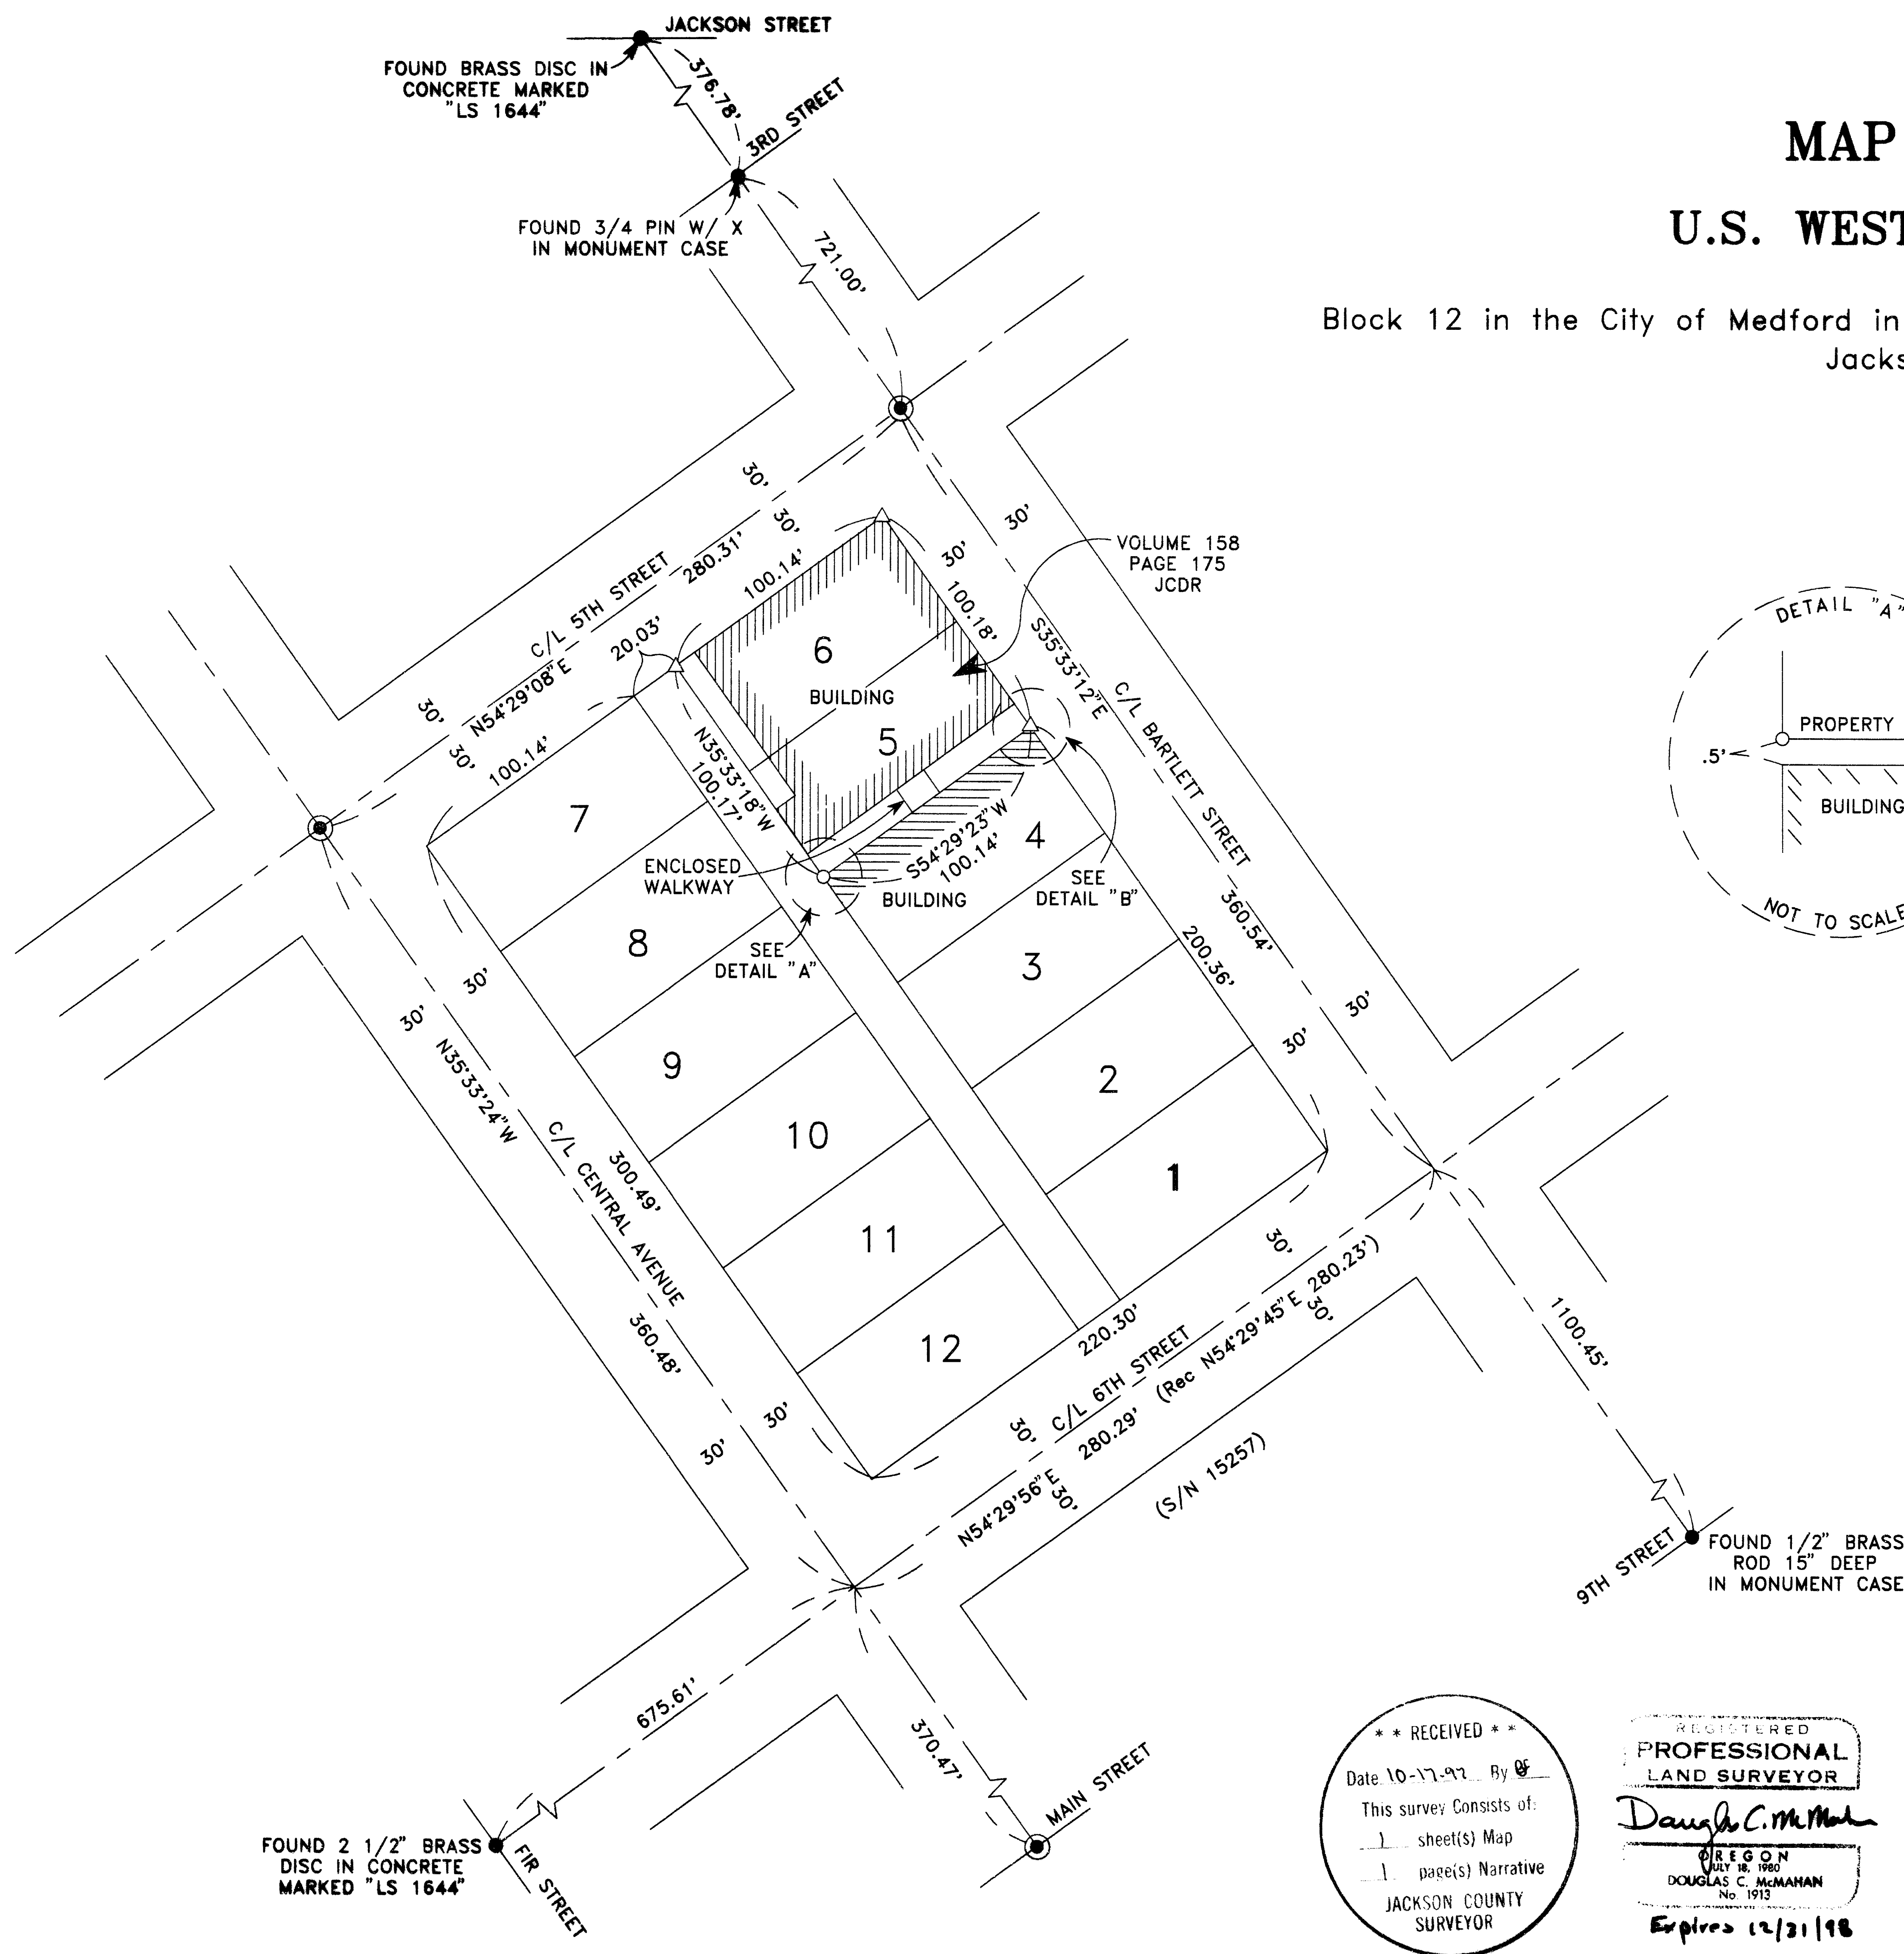 JACKSON STREET
FOUND BRASS DISC IN
CONCRETE MARKED
"LS 1644"
376.78'
3RD STREET
FOUND 3/4 PIN W/ X
IN MONUMENT CASE
721.00'
MAP
U.S. WEST
Block 12 in the City of Medford in
Jacks
30'
30'
30'
30'
C/L 5TH STREET
280.31'
N54°29'08"E
30'
30'
100.14'
20.03'
100.14'
100.18'
VOLUME 158
PAGE 175
JCDR
S35°33'12"E
C/L BARTLETT STREET
360.54'
6
BUILDING
5
N35°33'18"W
100.17'
7
ENCLOSED
WALKWAY
S54°29'23"W
100.14'
BUILDING
4
SEE
DETAIL "B"
SEE
DETAIL "A"
DETAIL "A"
PROPERTY
.5'
BUILDING
NOT TO SCALE
8
3
200.36'
30'
30'
30'
30'
N35°33'24"W
C/L CENTRAL AVENUE
360.48'
300.49'
9
2
10
1
11
12
30'
30'
220.30'
30'
30'
C/L 6TH STREET
N54°29'56"E 280.29' (Rec N54°29'45"E 280.23')
30'
30'
(S/N 15257)
1100.45'
9TH STREET
FOUND 1/2" BRASS
ROD 15" DEEP
IN MONUMENT CASE
675.61'
370.47'
MAIN STREET
FOUND 2 1/2" BRASS
DISC IN CONCRETE
MARKED "LS 1644"
FIR STREET
* * RECEIVED * *
Date 10-17-97 By
This survey Consists of:
1 sheet(s) Map
1 page(s) Narrative
JACKSON COUNTY
SURVEYOR
REGISTERED
PROFESSIONAL
LAND SURVEYOR
Douglas C. McMahan
OREGON
JULY 18, 1980
DOUGLAS C. McMAHAN
No. 1913
Expires 12/31/98